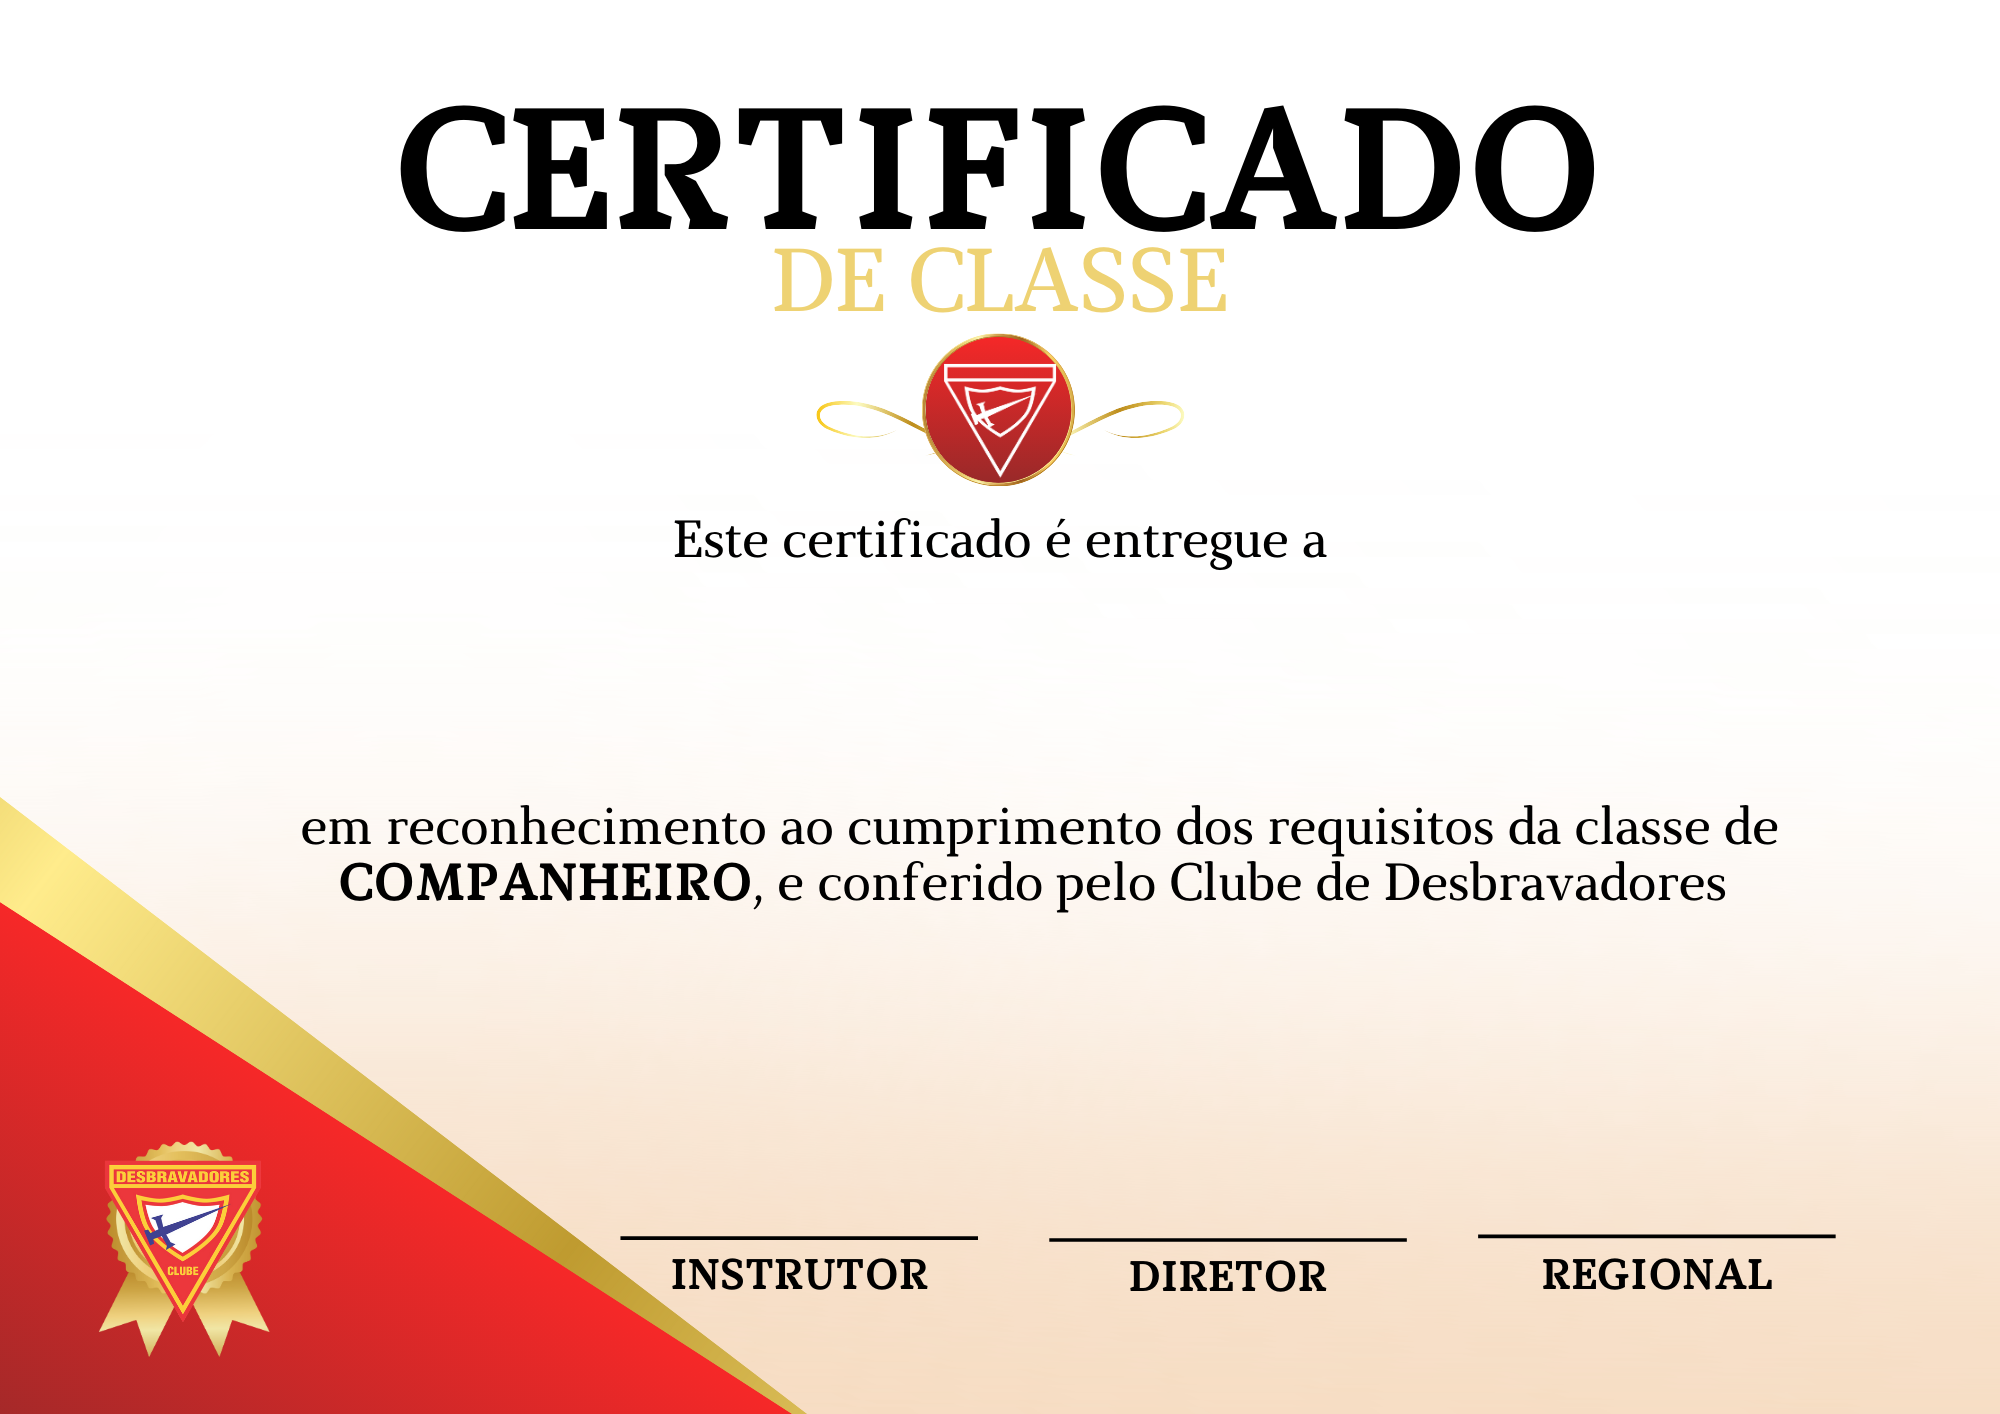 CERTIFICADO
DE CLASSE
Este certificado é entregue a
em reconhecimento ao cumprimento dos requisitos da classe de
COMPANHEIRO, e conferido pelo Clube de Desbravadores
DESBRAVADORES
CLUBE
INSTRUTOR
DIRETOR
REGIONAL